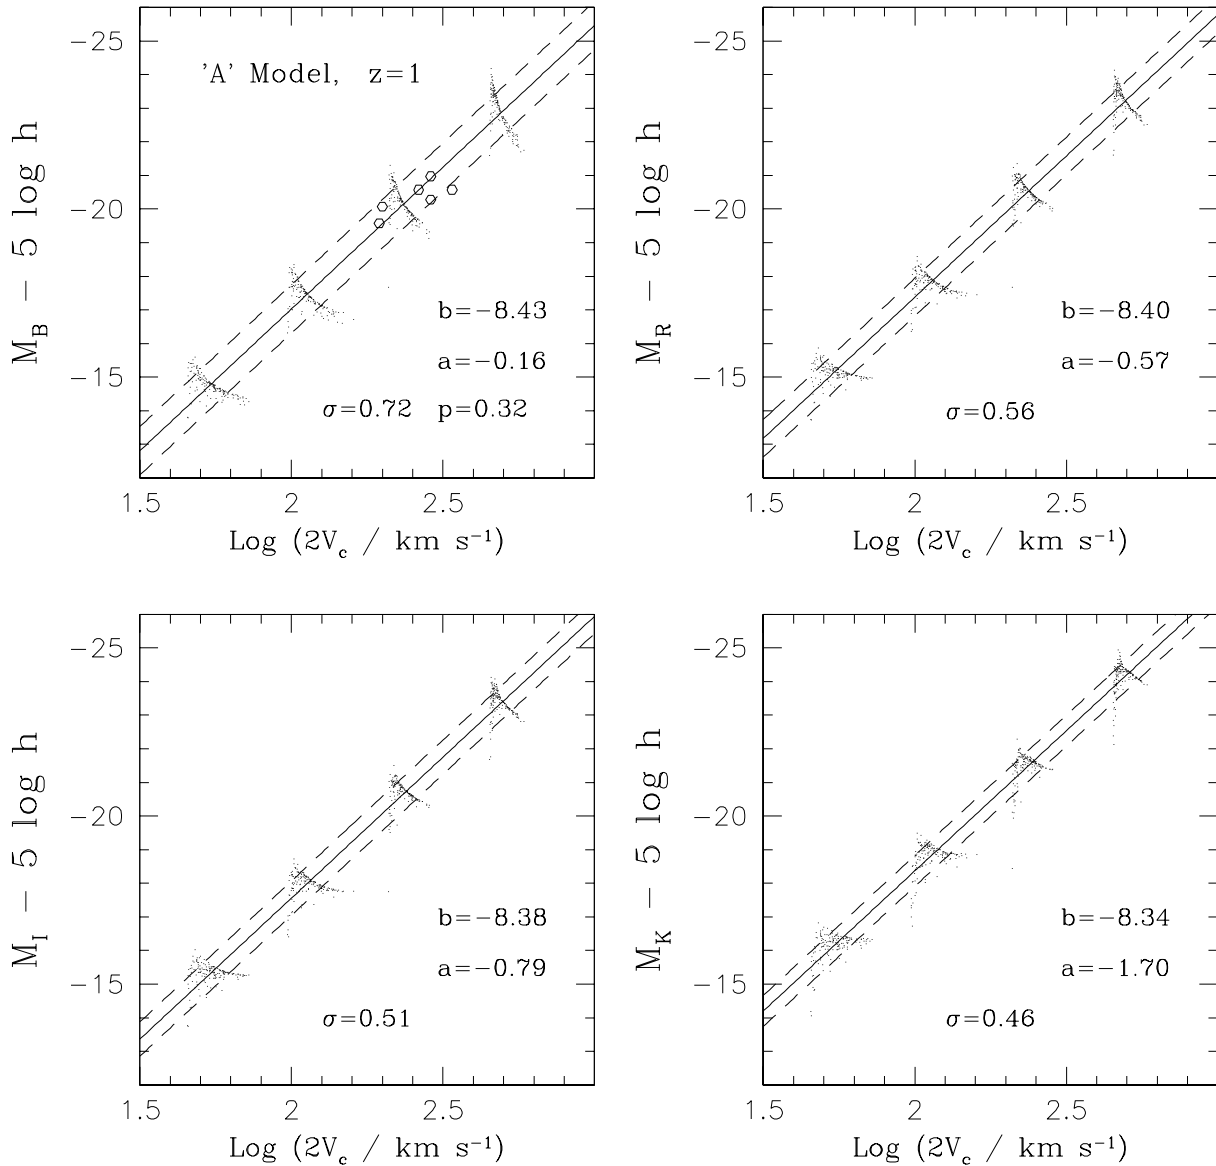 −25
−20
−15
M_B − 5 log h
'A' Model, z=1
b=−8.43
a=−0.16
σ=0.72 p=0.32
1.5 2 2.5
Log (2V_c / km s⁻¹)
−25
−20
−15
M_R − 5 log h
b=−8.40
a=−0.57
σ=0.56
1.5 2 2.5
Log (2V_c / km s⁻¹)
−25
−20
−15
M_I − 5 log h
b=−8.38
a=−0.79
σ=0.51
1.5 2 2.5
Log (2V_c / km s⁻¹)
−25
−20
−15
M_K − 5 log h
b=−8.34
a=−1.70
σ=0.46
1.5 2 2.5
Log (2V_c / km s⁻¹)